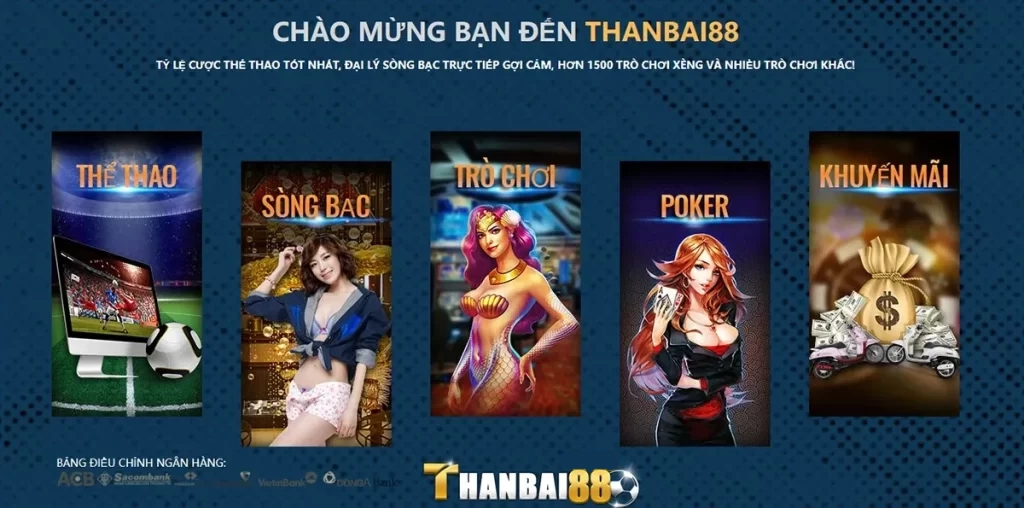 CHÀO MỪNG BẠN ĐẾN THANBAI88
TỶ LỆ CƯỢC THỂ THAO TỐT NHẤT, ĐẠI LÝ SÒNG BẠC TRỰC TIẾP GỢI CẢM, HƠN 1500 TRÒ CHƠI XÈNG VÀ NHIỀU TRÒ CHƠI KHÁC!
THỂ THAO
SÒNG BẠC
TRÒ CHƠI
POKER
KHUYẾN MÃI
BẢNG ĐIỀU CHỈNH NGÂN HÀNG:
ACB Sacombank VietinBank DONGA Bank
THANBAI88